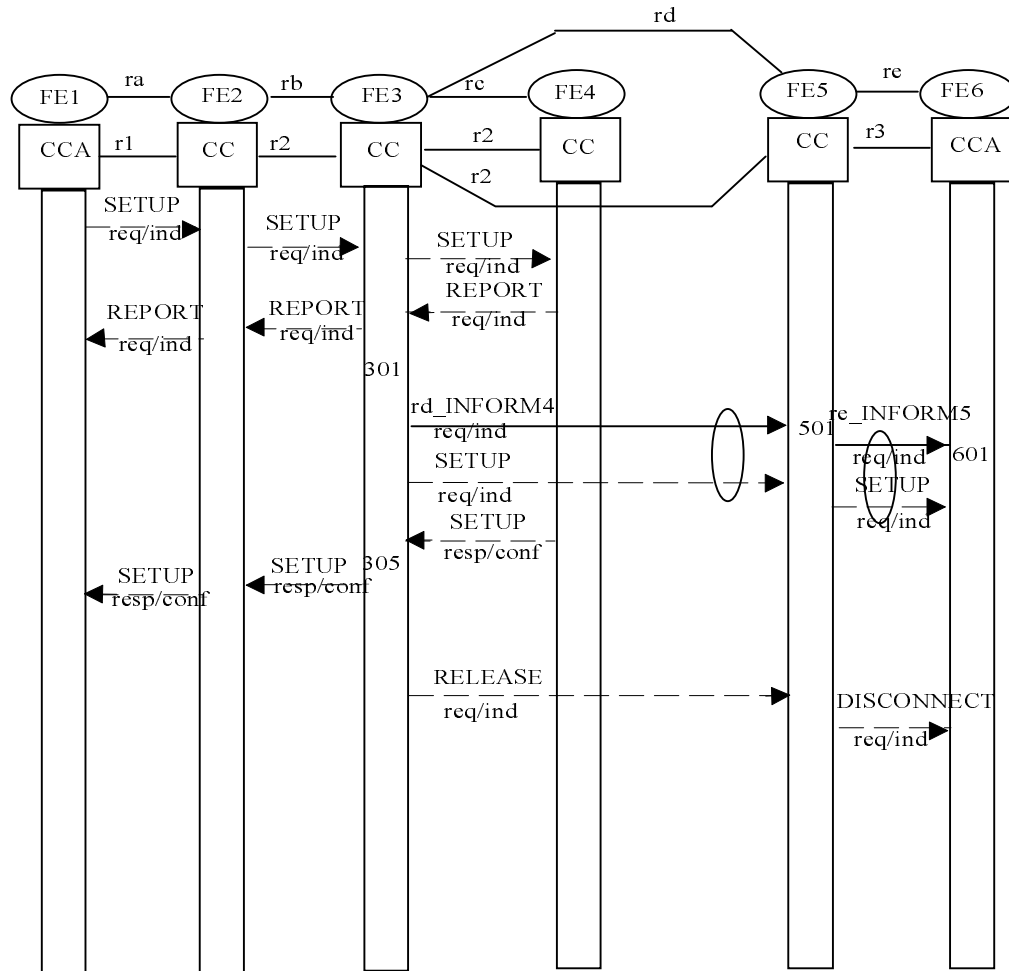 rd
ra
rb
rc
re
FE1
FE2
FE3
FE4
FE5
FE6
CCA
r1
CC
r2
CC
r2
CC
r2
CC
r3
CCA
SETUP
req/ind
SETUP
req/ind
SETUP
req/ind
REPORT
req/ind
REPORT
req/ind
REPORT
req/ind
301
rd_INFORM4
req/ind
501
re_INFORM5
req/ind
601
SETUP
req/ind
SETUP
req/ind
SETUP
resp/conf
305
SETUP
resp/conf
SETUP
resp/conf
RELEASE
req/ind
DISCONNECT
req/ind